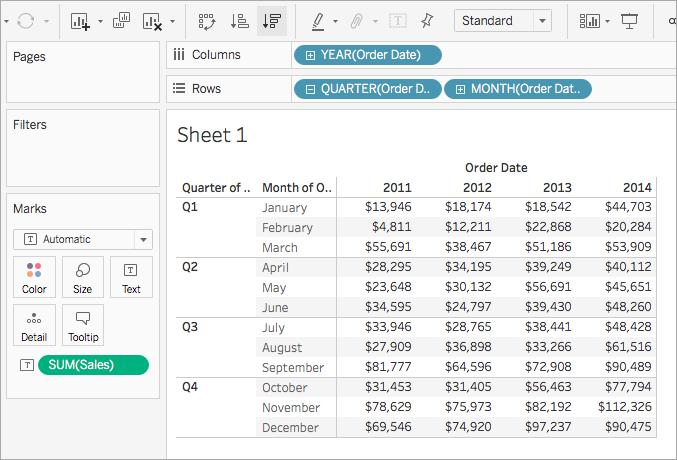 Standard
Pages
Columns
YEAR(Order Date)
Rows
QUARTER(Order D..
MONTH(Order Dat..
Filters
Marks
T Automatic
Color
Size
T
Text
Detail
Tooltip
T SUM(Sales)
Sheet 1
Order Date
Quarter of .. Month of O.. 2011 2012 2013 2014
Q1 January $13,946 $18,174 $18,542 $44,703
February $4,811 $12,211 $22,868 $20,284
March $55,691 $38,467 $51,186 $53,909
Q2 April $28,295 $34,195 $39,249 $40,112
May $23,648 $30,132 $56,691 $45,651
June $34,595 $24,797 $39,430 $48,260
Q3 July $33,946 $28,765 $38,441 $48,428
August $27,909 $36,898 $33,266 $61,516
September $81,777 $64,596 $72,908 $90,489
Q4 October $31,453 $31,405 $56,463 $77,794
November $78,629 $75,973 $82,192 $112,326
December $69,546 $74,920 $97,237 $90,475